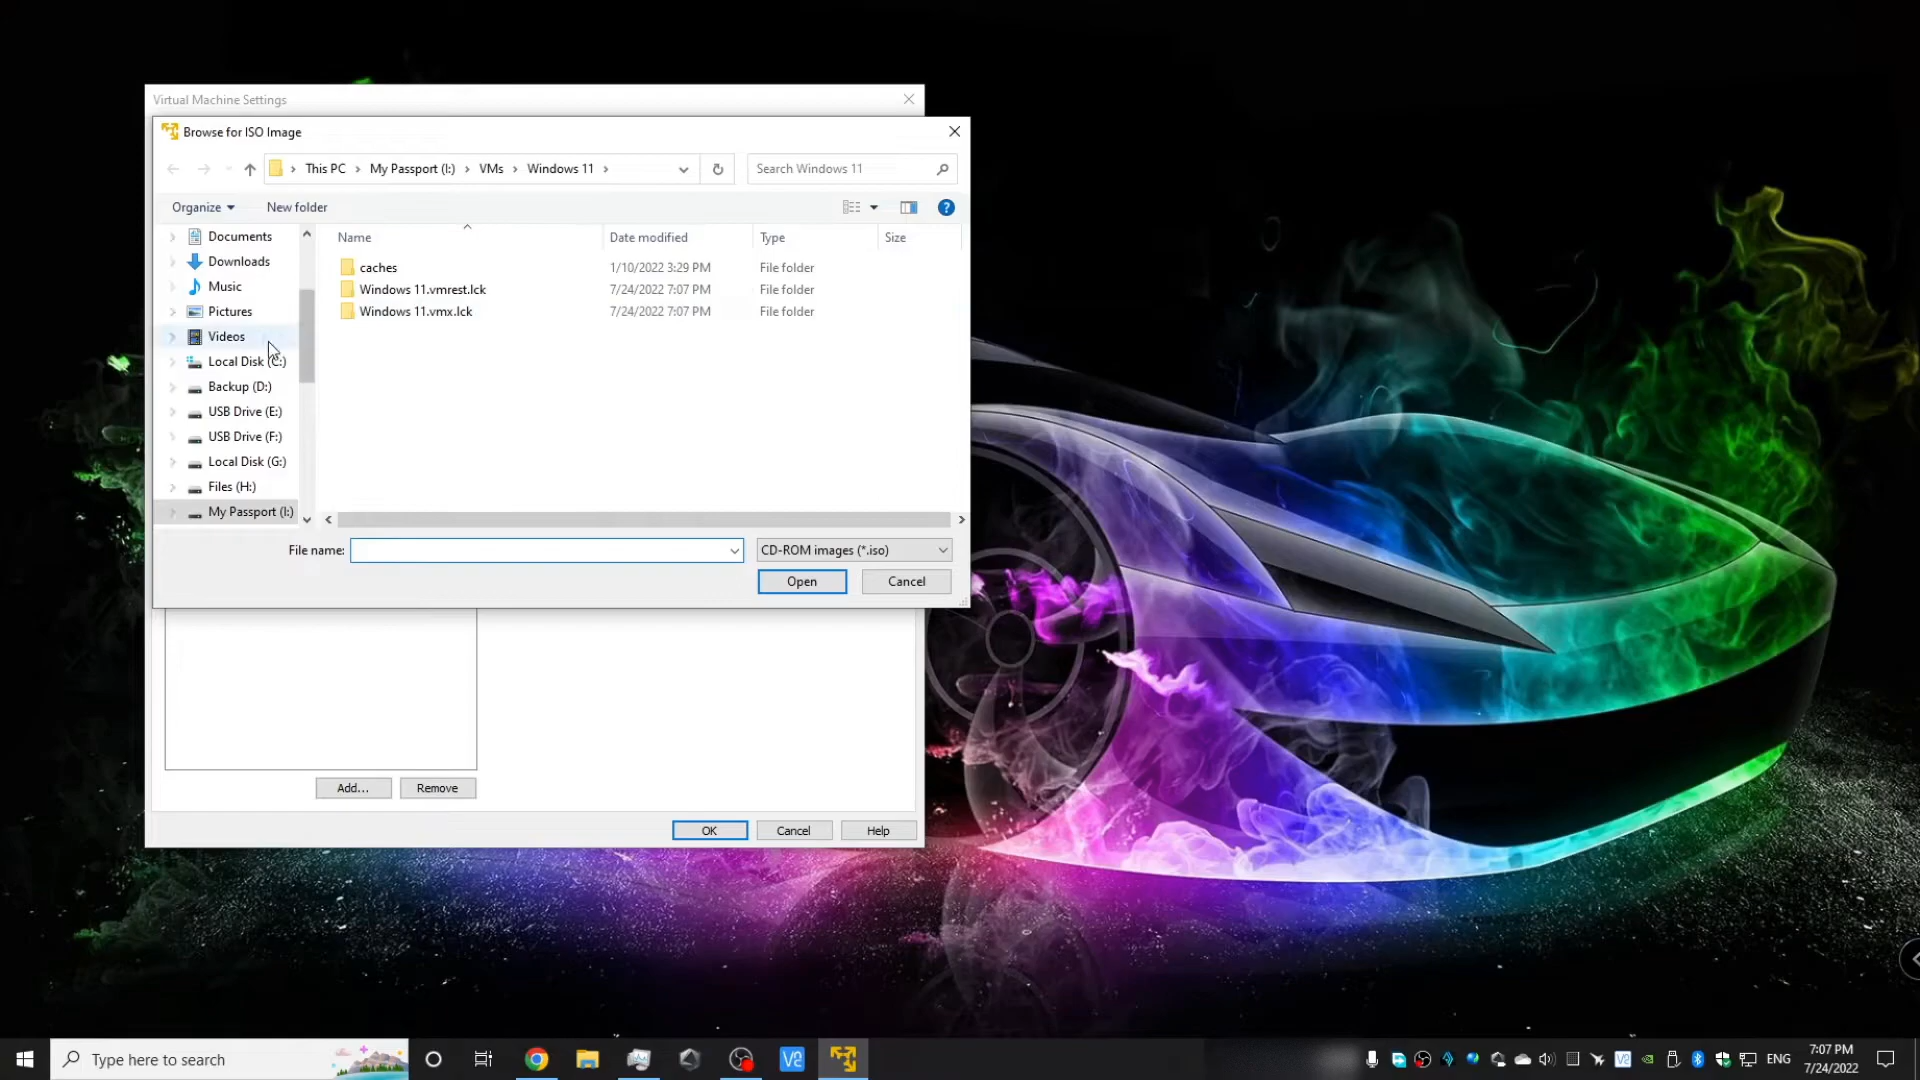 Virtual Machine Settings
Browse for ISO Image
This PC
My Passport (I:)
VMs
Windows 11
Search Windows 11
Organize
New folder
Name
Date modified
Type
Size
Documents
Downloads
Music
Pictures
Videos
Local Disk (C:)
Backup (D:)
USB Drive (E:)
USB Drive (F:)
Local Disk (G:)
Files (H:)
My Passport (I:)
caches 1/10/2022 3:29 PM File folder
Windows 11.vmrest.lck 7/24/2022 7:07 PM File folder
Windows 11.vmx.lck 7/24/2022 7:07 PM File folder
File name:
CD-ROM images (*.iso)
Open
Cancel
Add...
Remove
OK
Cancel
Help
Type here to search
ENG
7:07 PM
7/24/2022